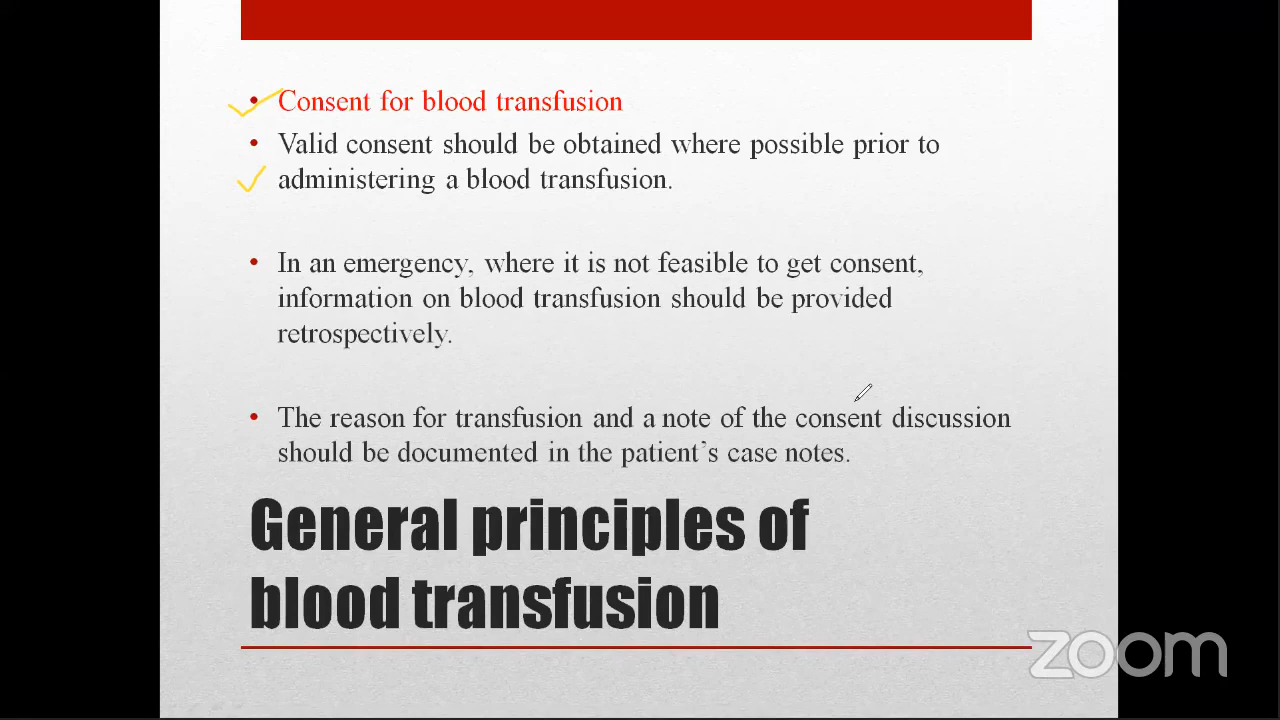 • Consent for blood transfusion
• Valid consent should be obtained where possible prior to
administering a blood transfusion.
• In an emergency, where it is not feasible to get consent,
information on blood transfusion should be provided
retrospectively.
• The reason for transfusion and a note of the consent discussion
should be documented in the patient’s case notes.
General principles of
blood transfusion
zoom